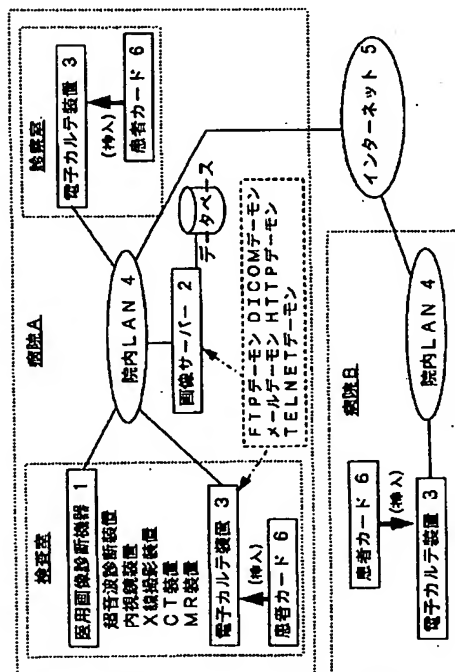 病院A
検査室
医用画像診断機器 1
超音波診断装置
内視鏡装置
X線撮影装置
CT装置
MR装置
電子カルテ装置 3
(挿入)
患者カード 6
院内LAN 4
画像サーバー 2
データベース
FTPデーモン DICOMデーモン
メールデーモン HTTPデーモン
TELNETデーモン
診察室
電子カルテ装置 3
(挿入)
患者カード 6
病院B
患者カード 6
(挿入)
電子カルテ装置 3
院内LAN 4
インターネット 5